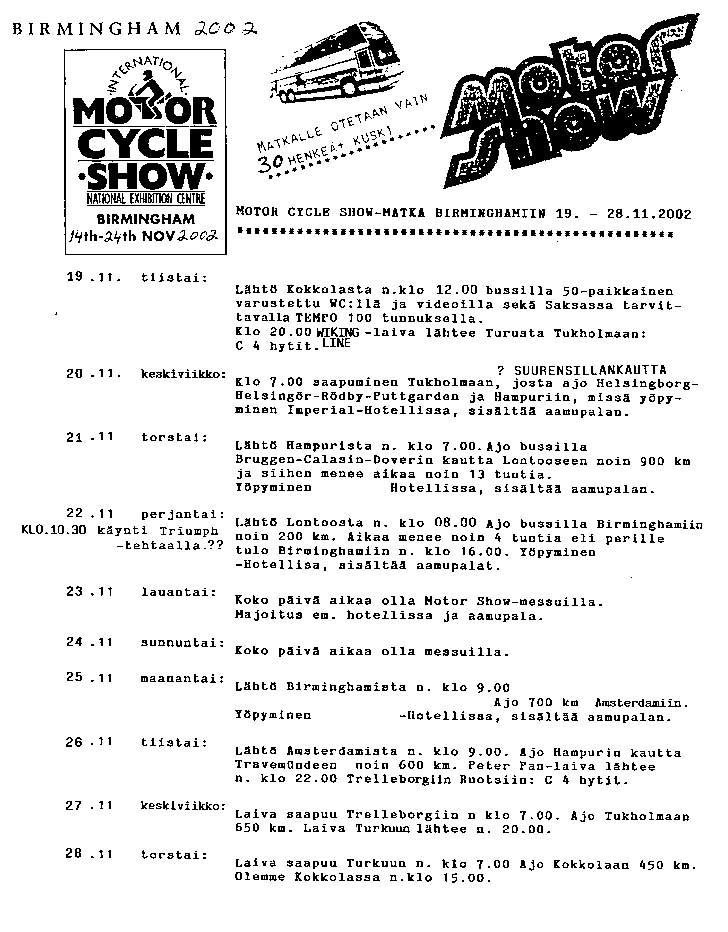 BIRMINGHAM 2002
INTERNATIONAL
MOTOR
CYCLE
·SHOW·
NATIONAL EXHIBITION CENTRE
BIRMINGHAM
14th-24th NOV 2002
MATKALLE OTETAAN VAIN
30 HENKEÄ+ KUSKI
Motor
Show
MOTOR CYCLE SHOW-MATKA BIRMINGHAMIIN 19. - 28.11.2002
19.11. tiistai:
Lähtö Kokkolasta n.klo 12.00 bussilla 50-paikkainen
varustettu WC:llä ja videoilla sekä Saksassa tarvit-
tavalla TEMPO 100 tunnuksella.
Klo 20.00 WIKING -laiva lähtee Turusta Tukholmaan:
C 4 hytit. LINE
20.11. keskiviikko:
? SUURENSILLANKAUTTA
Klo 7.00 saapuminen Tukholmaan, josta ajo Helsingborg-
Helsingör-Rödby-Puttgarden ja Hampuriin, missä yöpy-
minen Imperial-Hotellissa, sisältää aamupalan.
21.11 torstai:
Lähtö Hampurista n. klo 7.00.Ajo bussilla
Bruggen-Calasin-Doverin kautta Lontooseen noin 900 km
ja siihen menee aikaa noin 13 tuntia.
Yöpyminen Hotellissa, sisältää aamupalan.
22.11 perjantai:
KLO.10.30 käynti Triumph
-tehtaalla.??
Lähtö Lontoosta n. klo 08.00 Ajo bussilla Birminghamiin
noin 200 km. Aikaa menee noin 4 tuntia eli perille
tulo Birminghamiin n. klo 16.00. Yöpyminen
-Hotellisa, sisältää aamupalat.
23.11 lauantai:
Koko päivä aikaa olla Motor Show-messuilla.
Majoitus em. hotellissa ja aamupala.
24.11 sunnuntai:
Koko päivä aikaa olla messuilla.
25.11 maanantai:
Lähtö Birminghamista n. klo 9.00
Ajo 700 km Amsterdamiin.
Yöpyminen -Hotellissa, sisältää aamupalan.
26.11 tiistai:
Lähtö Amsterdamista n. klo 9.00. Ajo Hampurin kautta
Travemündeen noin 600 km. Peter Pan-laiva lähtee
n. klo 22.00 Trelleborgiin Ruotsiin: C 4 hytit.
27.11 keskiviikko:
Laiva saapuu Trelleborgiin n klo 7.00. Ajo Tukholmaan
650 km. Laiva Turkuun lähtee n. 20.00.
28.11 torstai:
Laiva saapuu Turkuun n. klo 7.00 Ajo Kokkolaan 450 km.
Olemme Kokkolassa n.klo 15.00.